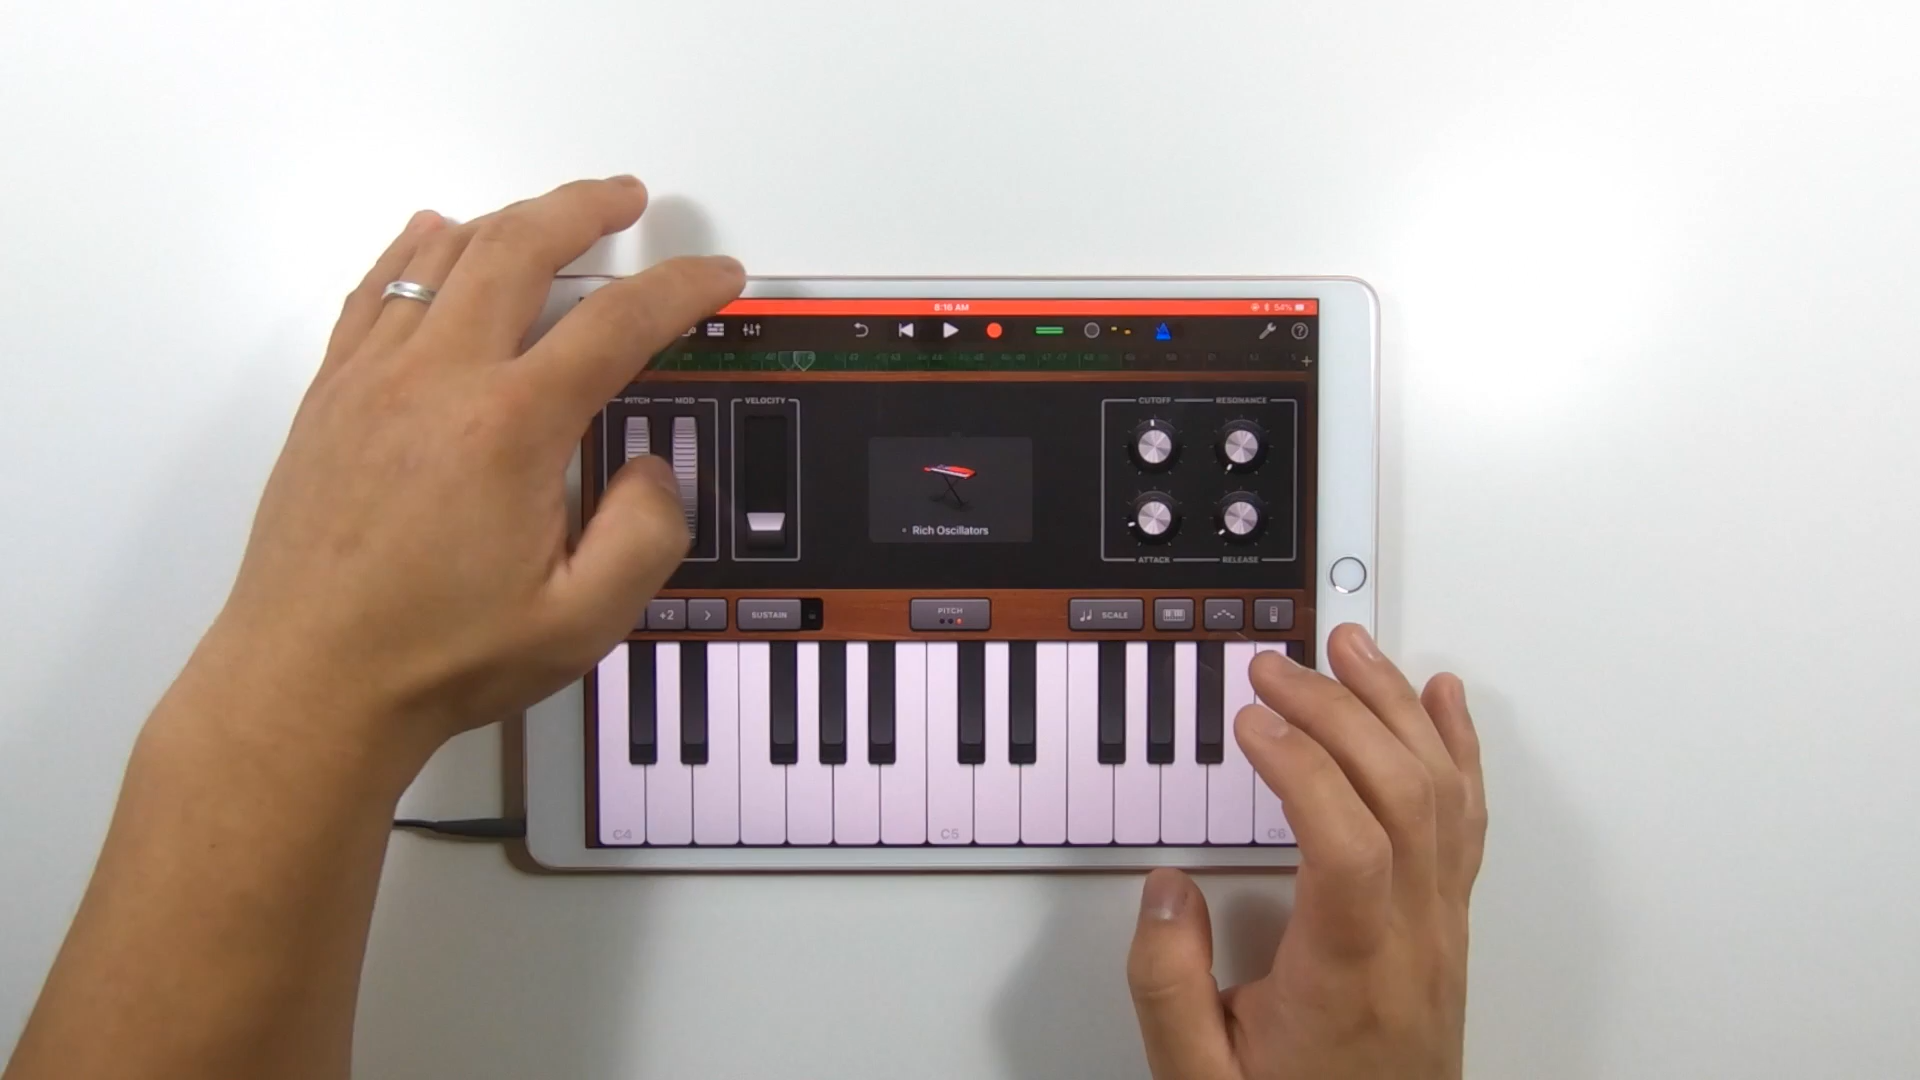 8:16 AM
54%
PITCH MOD
VELOCITY
CUTOFF RESONANCE
Rich Oscillators
ATTACK RELEASE
+2
SUSTAIN
PITCH
SCALE
C4 C5 C6